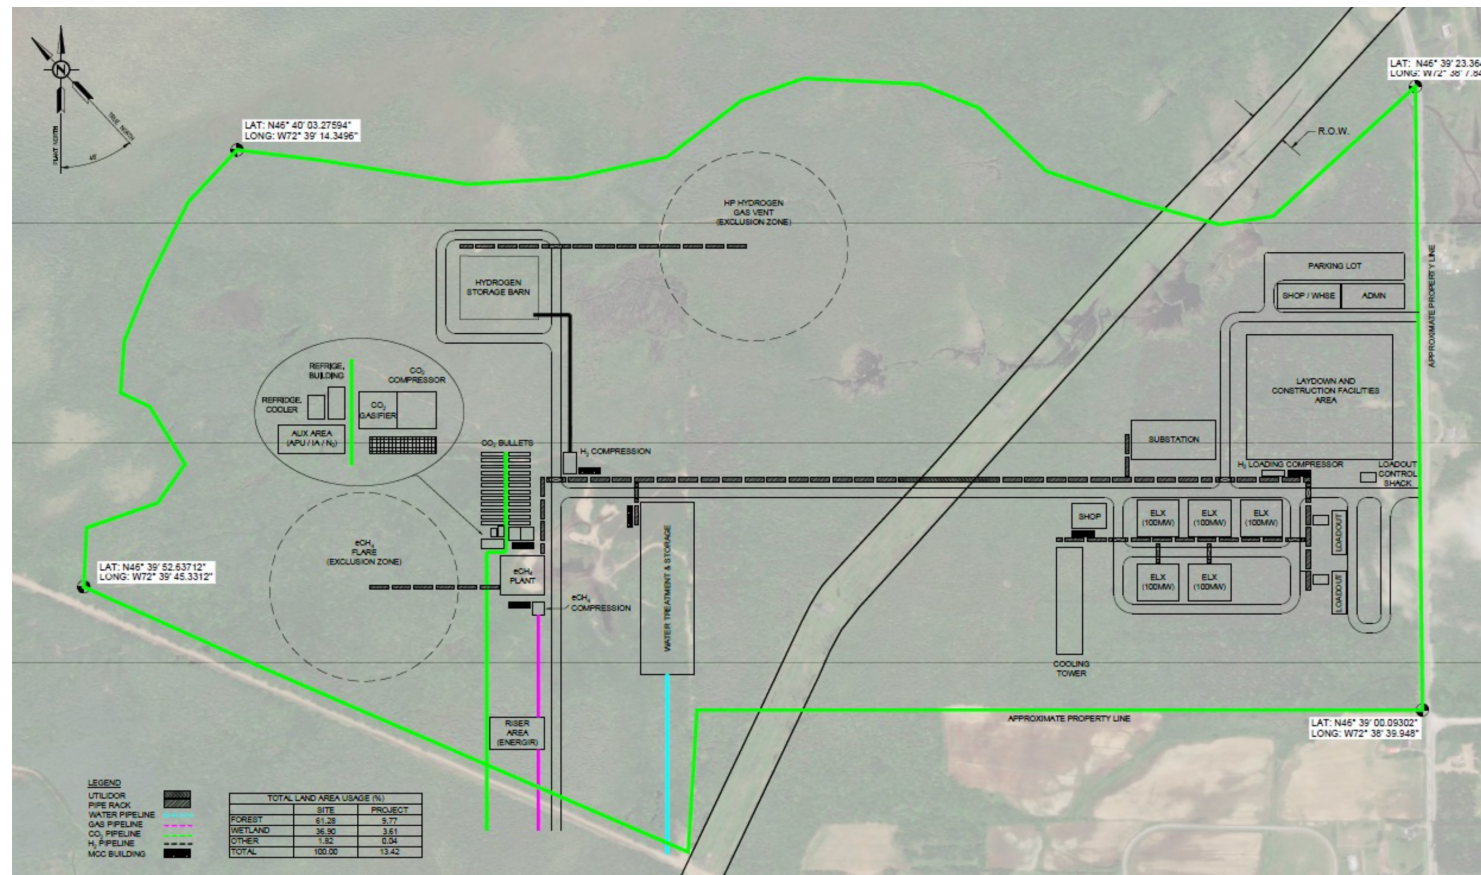 PLANT NORTH
TRUE NORTH
45°
LAT: N46° 40' 03.27594"
LONG: W72° 39' 14.3496"
LAT: N46° 39' 23.364
LONG: W72° 38' 7.84
R.O.W.
HP HYDROGEN
GAS VENT
(EXCLUSION ZONE)
HYDROGEN
STORAGE BARN
PARKING LOT
SHOP / WHSE
ADMN
APPROXIMATE PROPERTY LINE
LAYDOWN AND
CONSTRUCTION FACILITIES
AREA
REFRIGE.
BUILDING
CO₂
COMPRESSOR
REFRIDGE.
COOLER
CO₂
GASIFIER
AUX AREA
(APU / IA / N₂)
CO₂ BULLETS
H₂ COMPRESSION
SUBSTATION
H₂ LOADING COMPRESSOR
LOADOUT
CONTROL
SHACK
SHOP
ELX
(100MW)
ELX
(100MW)
ELX
(100MW)
LOADOUT
eCH₄
FLARE
(EXCLUSION ZONE)
eCH₄
PLANT
WATER TREATMENT & STORAGE
ELX
(100MW)
ELX
(100MW)
LOADOUT
LAT: N46° 39' 52.63712"
LONG: W72° 39' 45.3312"
eCH₄
COMPRESSION
COOLING
TOWER
RISER
AREA
(ENERGIR)
APPROXIMATE PROPERTY LINE
LAT: N46° 39' 00.09302"
LONG: W72° 38' 39.948"
LEGEND
UTILIDOR
PIPE RACK
WATER PIPELINE
GAS PIPELINE
CO₂ PIPELINE
H₂ PIPELINE
MCC BUILDING
TOTAL LAND AREA USAGE (%)
SITE PROJECT
FOREST 61.28 9.77
WETLAND 36.90 3.61
OTHER 1.82 0.04
TOTAL 100.00 13.42